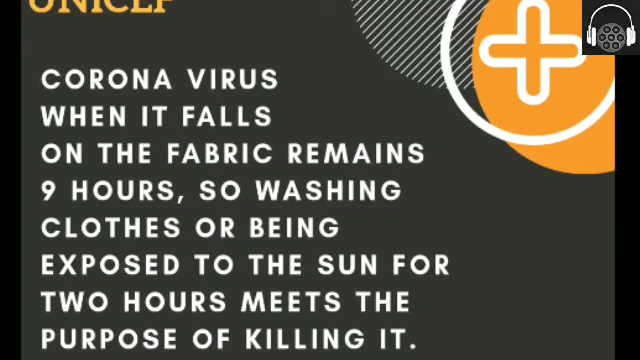 UNICEF
CORONA VIRUS
WHEN IT FALLS
ON THE FABRIC REMAINS
9 HOURS, SO WASHING
CLOTHES OR BEING
EXPOSED TO THE SUN FOR
TWO HOURS MEETS THE
PURPOSE OF KILLING IT.